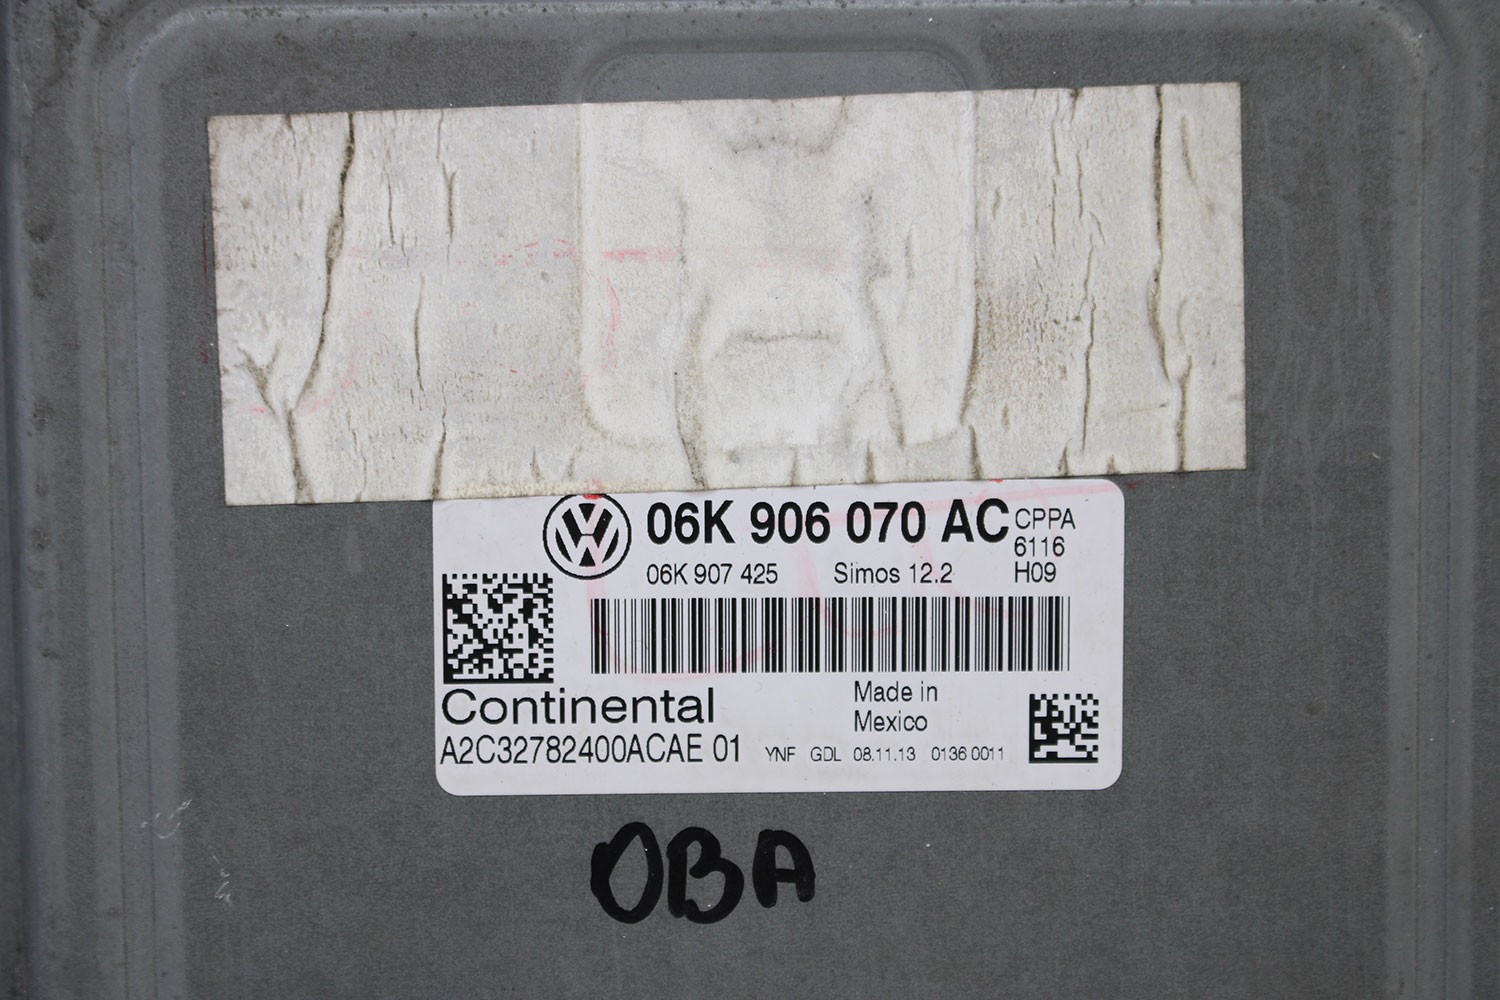 06K 906 070 AC CPPA
6116
06K 907 425 Simos 12.2 H09
Continental
Made in
Mexico
A2C32782400ACAE 01 YNF GDL 08.11.13 0136 0011
OBA